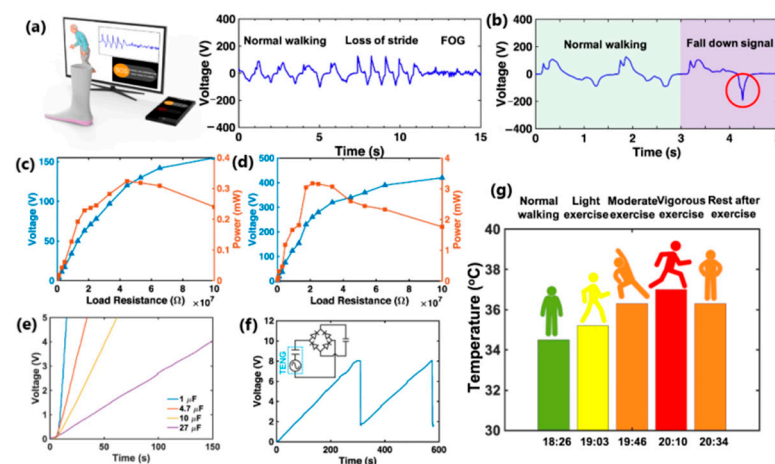 (a)
Voltage (V)
400
200
0
−200
−400
Normal walking
Loss of stride
FOG
0
5
10
15
Time (s)
(b)
Voltage (V)
400
200
0
−200
−400
Normal walking
Fall down signal
0
1
2
3
4
Time (s)
(c)
Voltage (V)
150
100
50
0
Power (mW)
0.4
0.3
0.2
0.1
0
0
2
4
6
8
10
Load Resistance (Ω)
×10⁷
(d)
Voltage (V)
500
400
300
200
100
0
Power (mW)
4
3
2
1
0
0
2
4
6
8
10
Load Resistance (Ω)
×10⁷
(e)
Voltage (V)
5
4
3
2
1
0
1 μF
4.7 μF
10 μF
27 μF
0
50
100
150
Time (s)
(f)
Voltage (V)
12
10
8
6
4
2
0
TENG
0
200
400
600
Time (s)
(g)
Normal walking
Light exercise
Moderate exercise
Vigorous exercise
Rest after exercise
Temperature (°C)
40
38
36
34
32
30
18:26
19:03
19:46
20:10
20:34